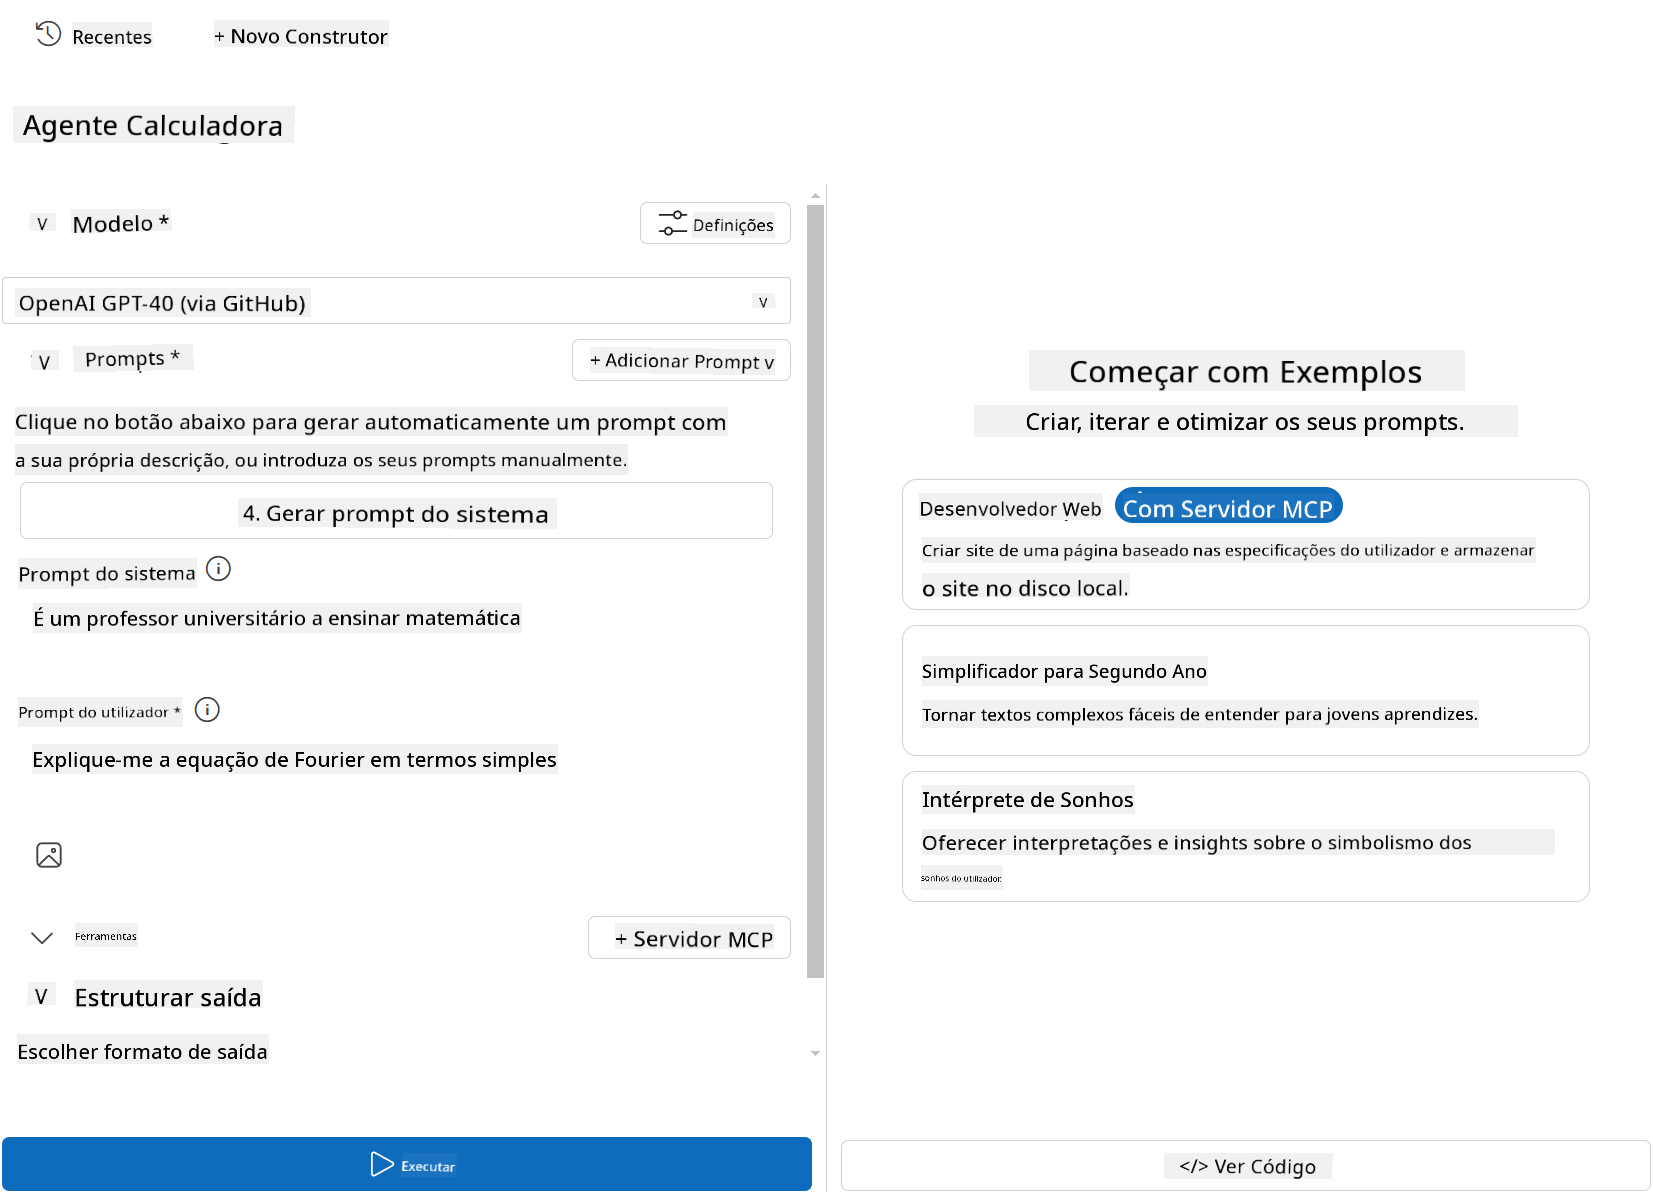 Recentes
+ Novo Construtor
Agente Calculadora
V Modelo *
Definições
OpenAI GPT-40 (via GitHub) V
V Prompts *
+ Adicionar Prompt v
Clique no botão abaixo para gerar automaticamente um prompt com
a sua própria descrição, ou introduza os seus prompts manualmente.
4. Gerar prompt do sistema
Prompt do sistema
É um professor universitário a ensinar matemática
Prompt do utilizador *
Explique-me a equação de Fourier em termos simples
Ferramentas
+ Servidor MCP
V Estruturar saída
Escolher formato de saída
Executar
Começar com Exemplos
Criar, iterar e otimizar os seus prompts.
Desenvolvedor Web
Com Servidor MCP
Criar site de uma página baseado nas especificações do utilizador e armazenar
o site no disco local.
Simplificador para Segundo Ano
Tornar textos complexos fáceis de entender para jovens aprendizes.
Intérprete de Sonhos
Oferecer interpretações e insights sobre o simbolismo dos
sonhos do utilizador.
</> Ver Código